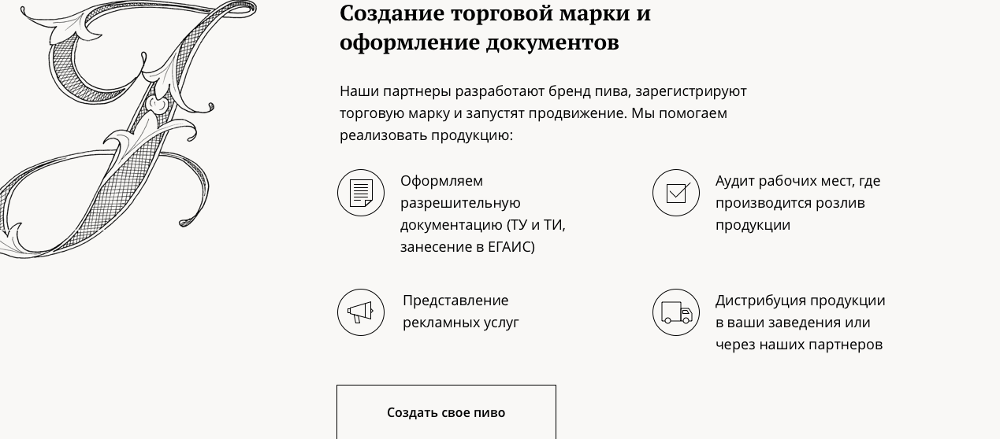 Создание торговой марки и
оформление документов
Наши партнеры разработают бренд пива, зарегистрируют
торговую марку и запустят продвижение. Мы помогаем
реализовать продукцию:
Оформляем
разрешительную
документацию (ТУ и ТИ,
занесение в ЕГАИС)
Аудит рабочих мест, где
производится розлив
продукции
Представление
рекламных услуг
Дистрибуция продукции
в ваши заведения или
через наших партнеров
Создать свое пиво